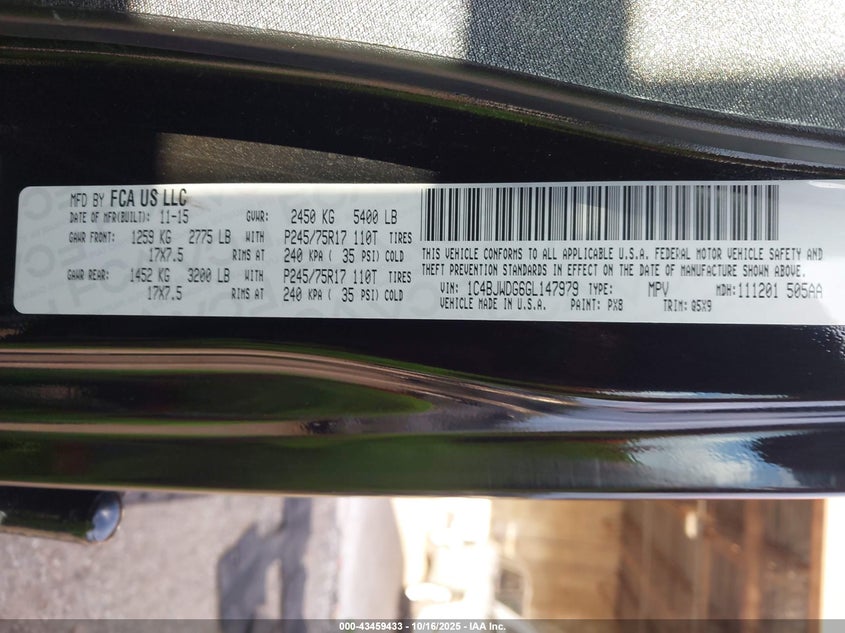 MFD BY FCA US LLC
DATE OF MFR(BUILT): 11-15 GVWR: 2450 KG 5400 LB
GAWR FRONT: 1259 KG 2775 LB WITH P245/75R17 110T TIRES
17X7.5 RIMS AT 240 KPA ( 35 PSI) COLD
GAWR REAR: 1452 KG 3200 LB WITH P245/75R17 110T TIRES
17X7.5 RIMS AT 240 KPA ( 35 PSI) COLD
THIS VEHICLE CONFORMS TO ALL APPLICABLE U.S.A. FEDERAL MOTOR VEHICLE SAFETY AND
THEFT PREVENTION STANDARDS IN EFFECT ON THE DATE OF MANUFACTURE SHOWN ABOVE.
VIN: 1C4BJWDG6GL147979 TYPE: MPV MDH: 111201 505AA
VEHICLE MADE IN U.S.A. PAINT: PX8 TRIM: Q5X9
000-43459433 - 10/16/2025 - IAA Inc.